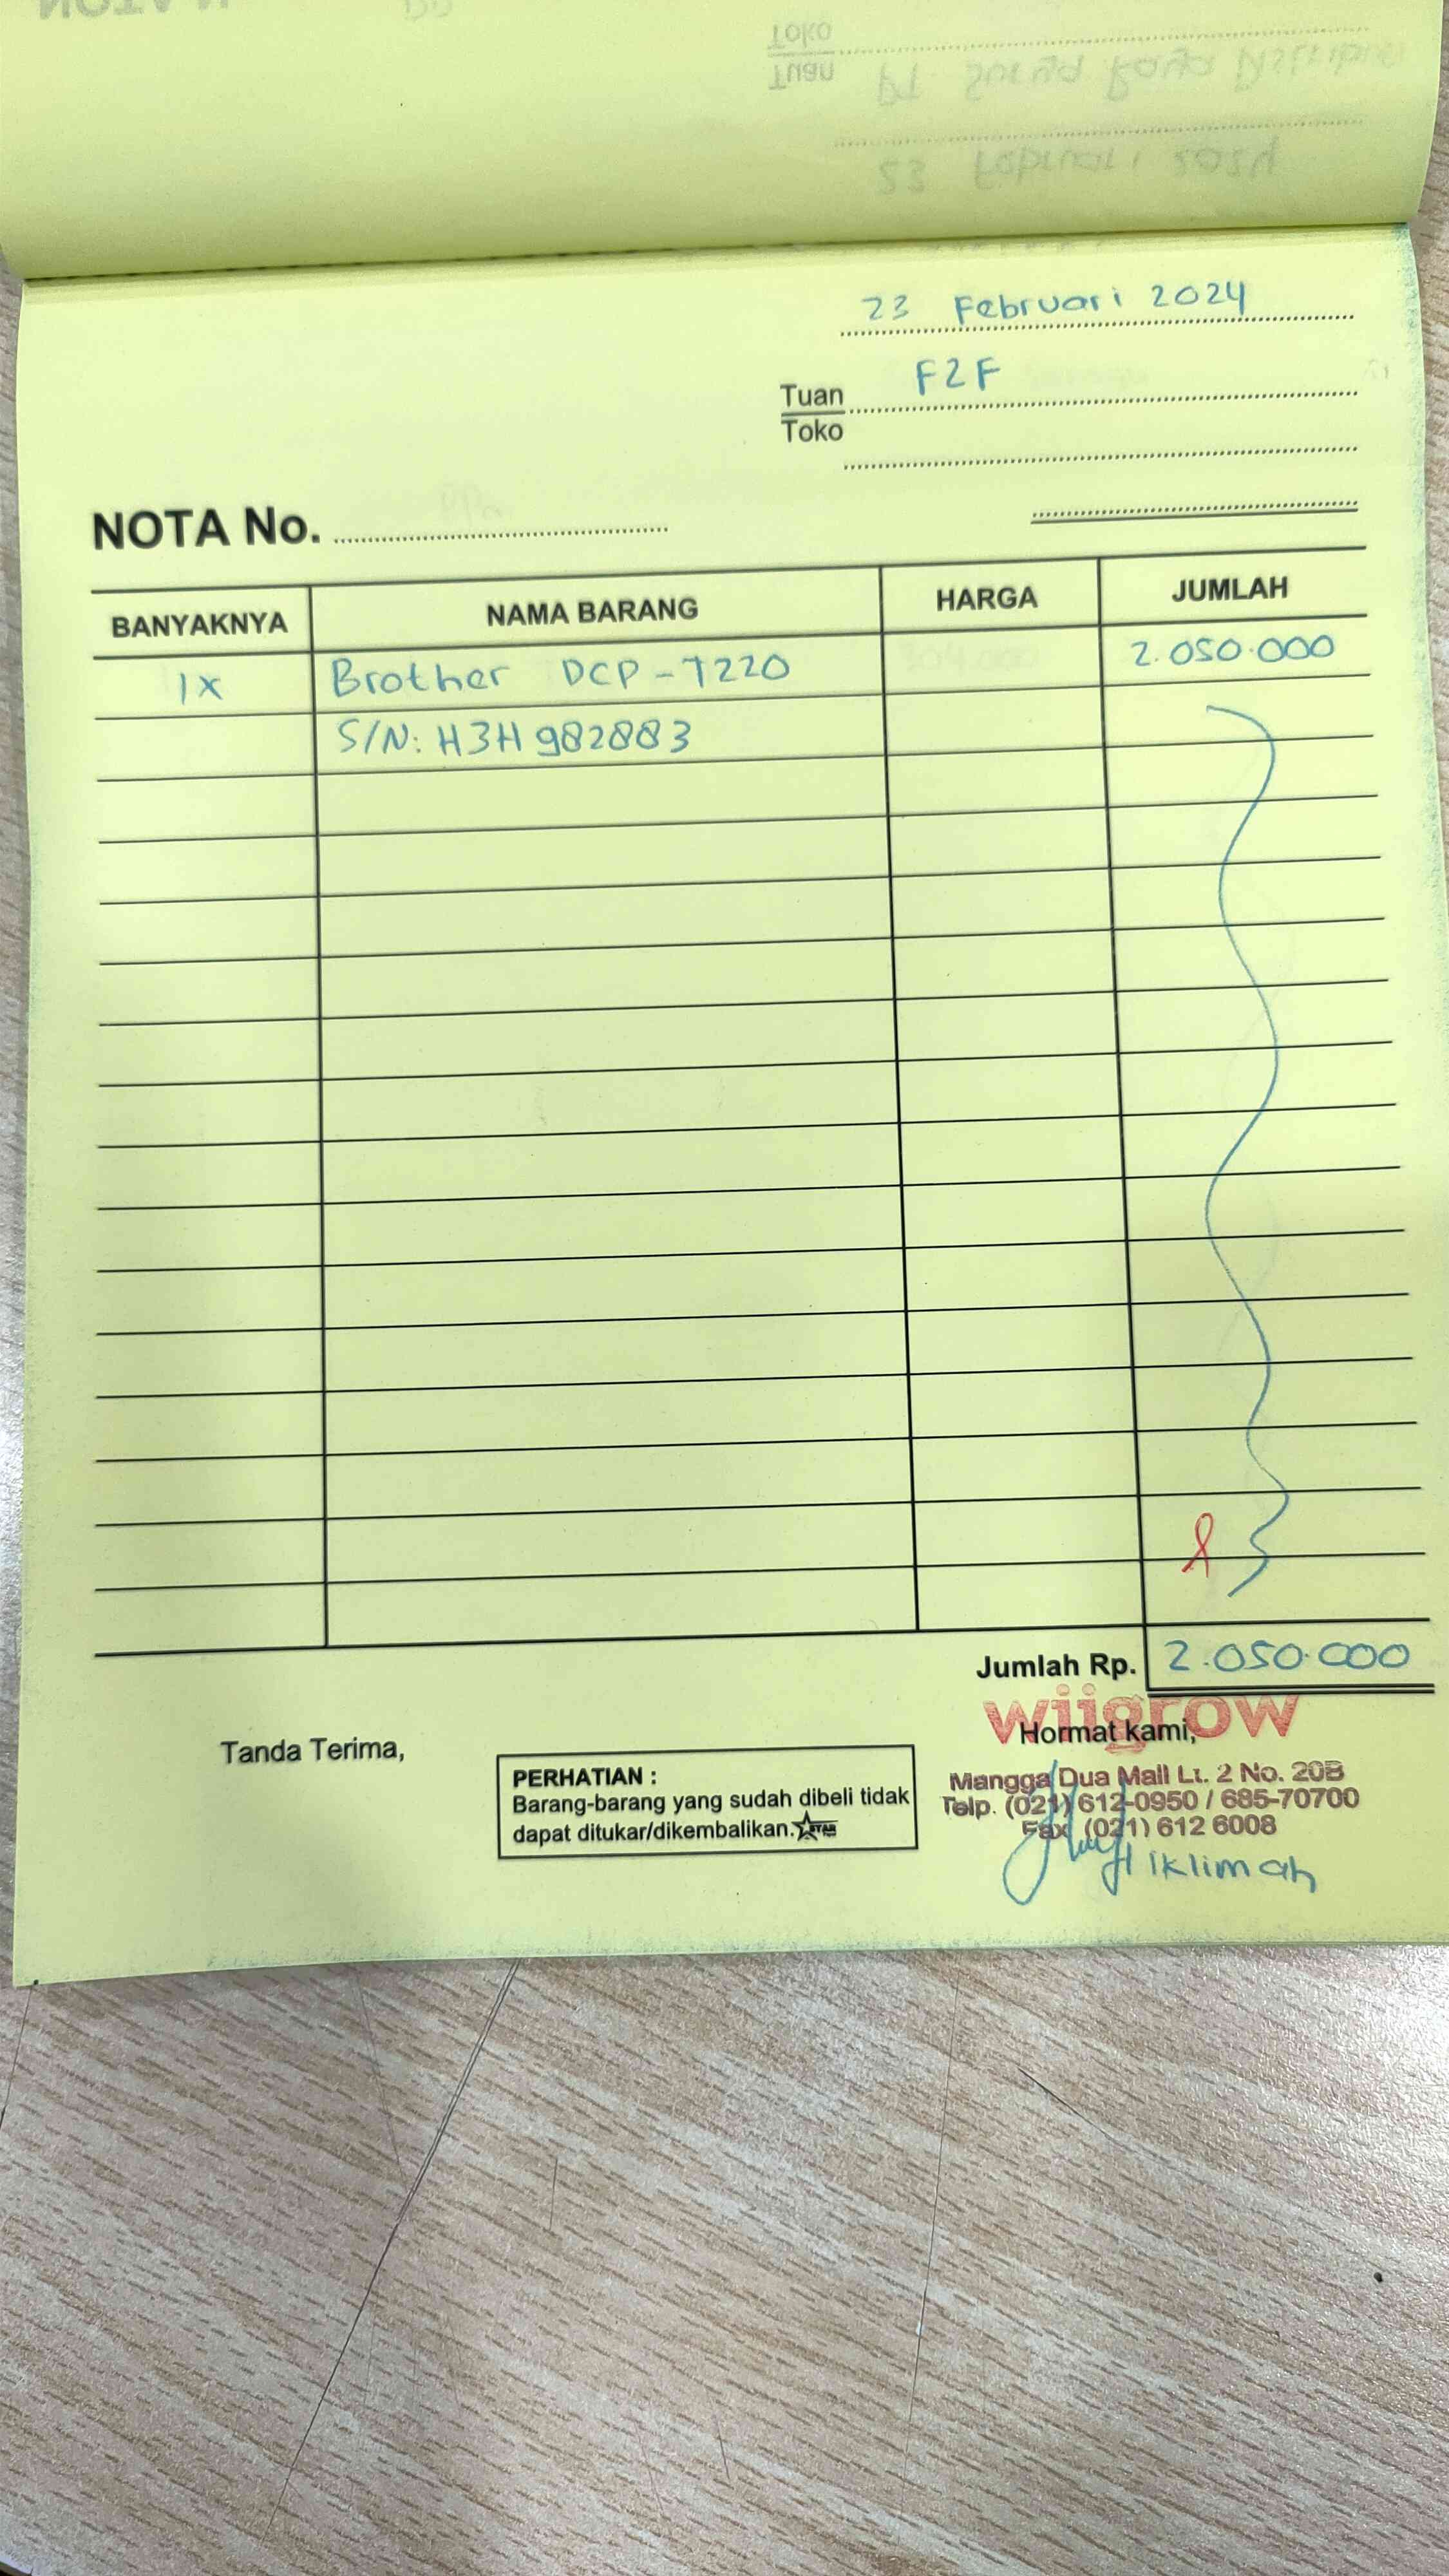 23 Februari 2024
Tuan F2F
Toko
NOTA No.
BANYAKNYA NAMA BARANG HARGA JUMLAH
1x Brother DCP-T220 2.050.000
S/N: H3H982883
Jumlah Rp. 2.050.000
wiigrow
Tanda Terima, Hormat kami,
PERHATIAN :
Barang-barang yang sudah dibeli tidak
dapat ditukar/dikembalikan.
Mangga Dua Mall Lt. 2 No. 20B
Telp. (021) 612-0950 / 685-70700
Fax. (021) 612 6008
Iklimah